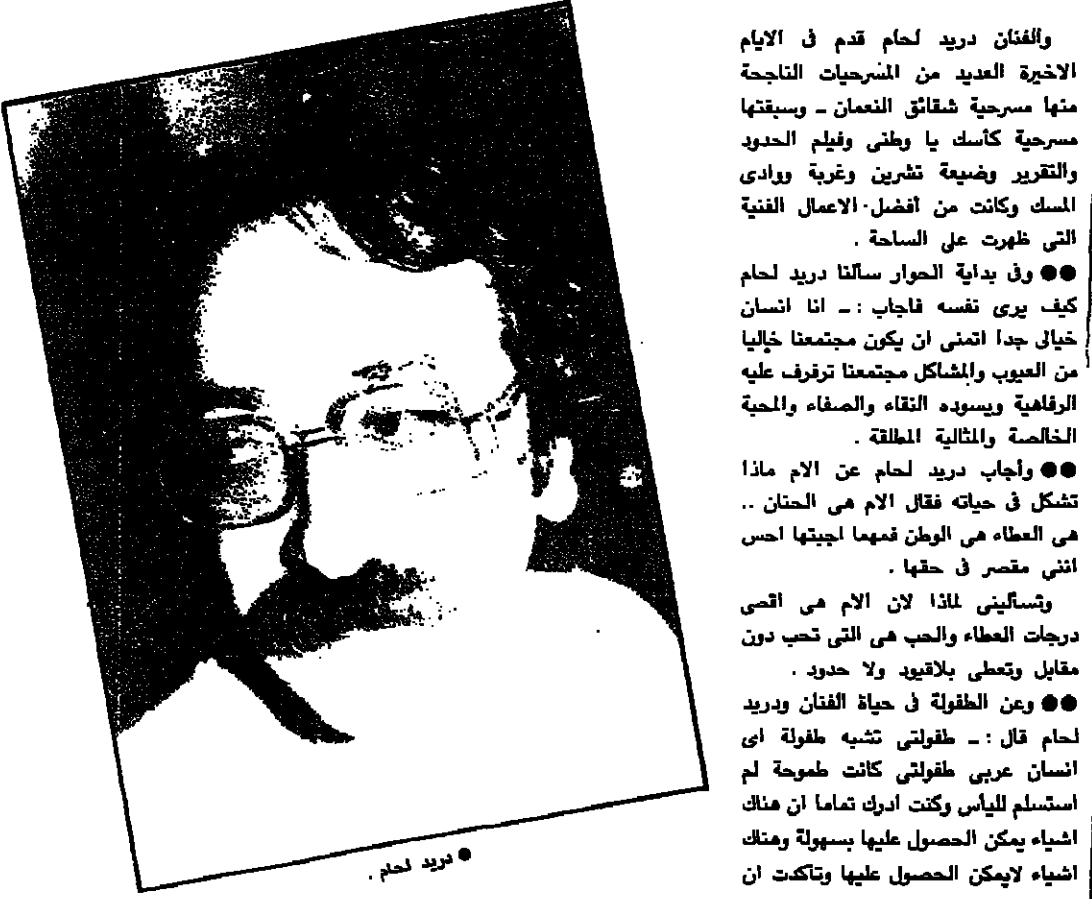 والفنان دريد لحام قدم فى الايام
الاخيرة العديد من المسرحيات الناجحة
منها مسرحية شقائق النعمان ـ وسبقتها
مسرحية كأسك يا وطنى وفيلم الحدود
والتقرير وضيعة تشرين وغربة ووادى
المسك وكانت من أفضل الاعمال الفنية
التى ظهرت على الساحة .
●● وفى بداية الحوار سألنا دريد لحام
كيف يرى نفسه فاجاب : ـ انا انسان
خيالى جدا اتمنى ان يكون مجتمعنا خاليا
من العيوب والمشاكل مجتمعنا ترفرف عليه
الرفاهية ويسوده النقاء والصفاء والمحبة
الخالصة والمثالية المطلقة .
●● وأجاب دريد لحام عن الام ماذا
تشكل فى حياته فقال الام هى الحنان ..
هى العطاء هى الوطن فمهما احببتها احس
اننى مقصر فى حقها .
وتسألينى لماذا لان الام هى اقصى
درجات العطاء والحب هى التى تحب دون
مقابل وتعطى بلاقيود ولا حدود .
●● وعن الطفولة فى حياة الفنان ودريد
لحام قال : ـ طفولتى تشبه طفولة اى
انسان عربى طفولتى كانت طموحة لم
استسلم لليأس وكنت ادرك تماما ان هناك
اشياء يمكن الحصول عليها بسهولة وهناك
اشياء لايمكن الحصول عليها وتاكدت ان
● دريد لحام .